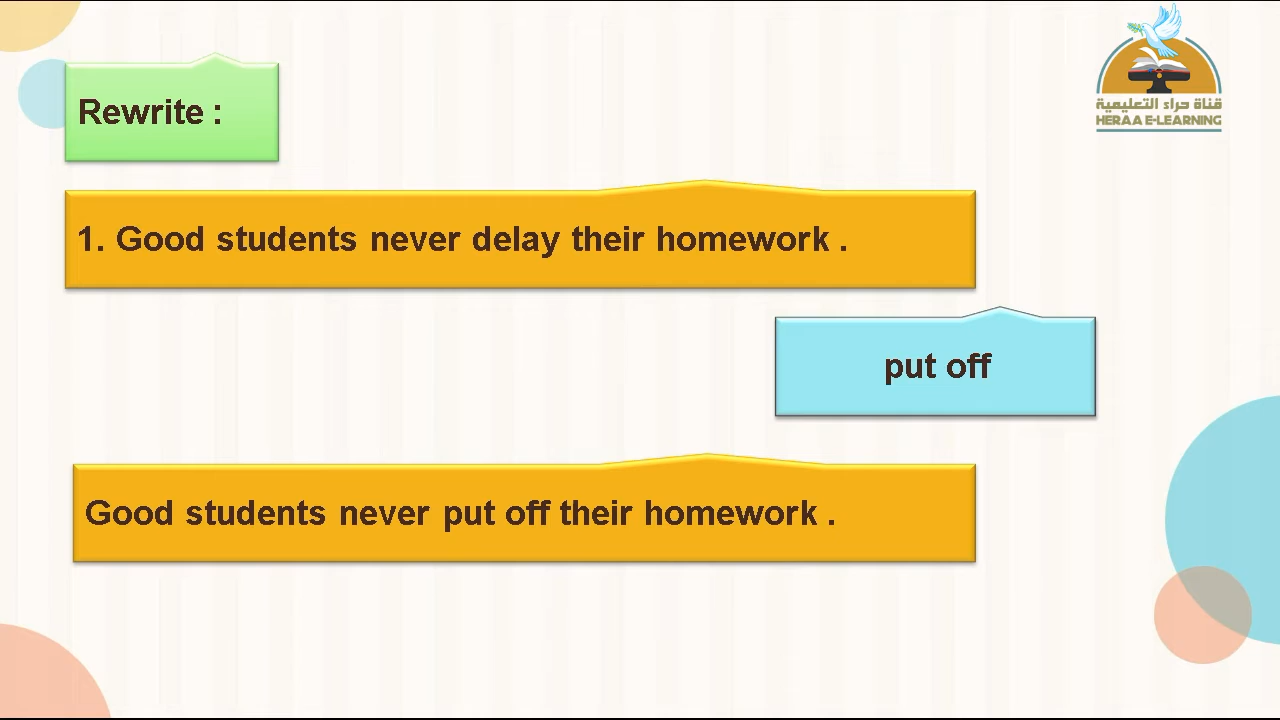 قناة حراء التعليمية
HERAA E-LEARNING
Rewrite :
1. Good students never delay their homework .
put off
Good students never put off their homework .